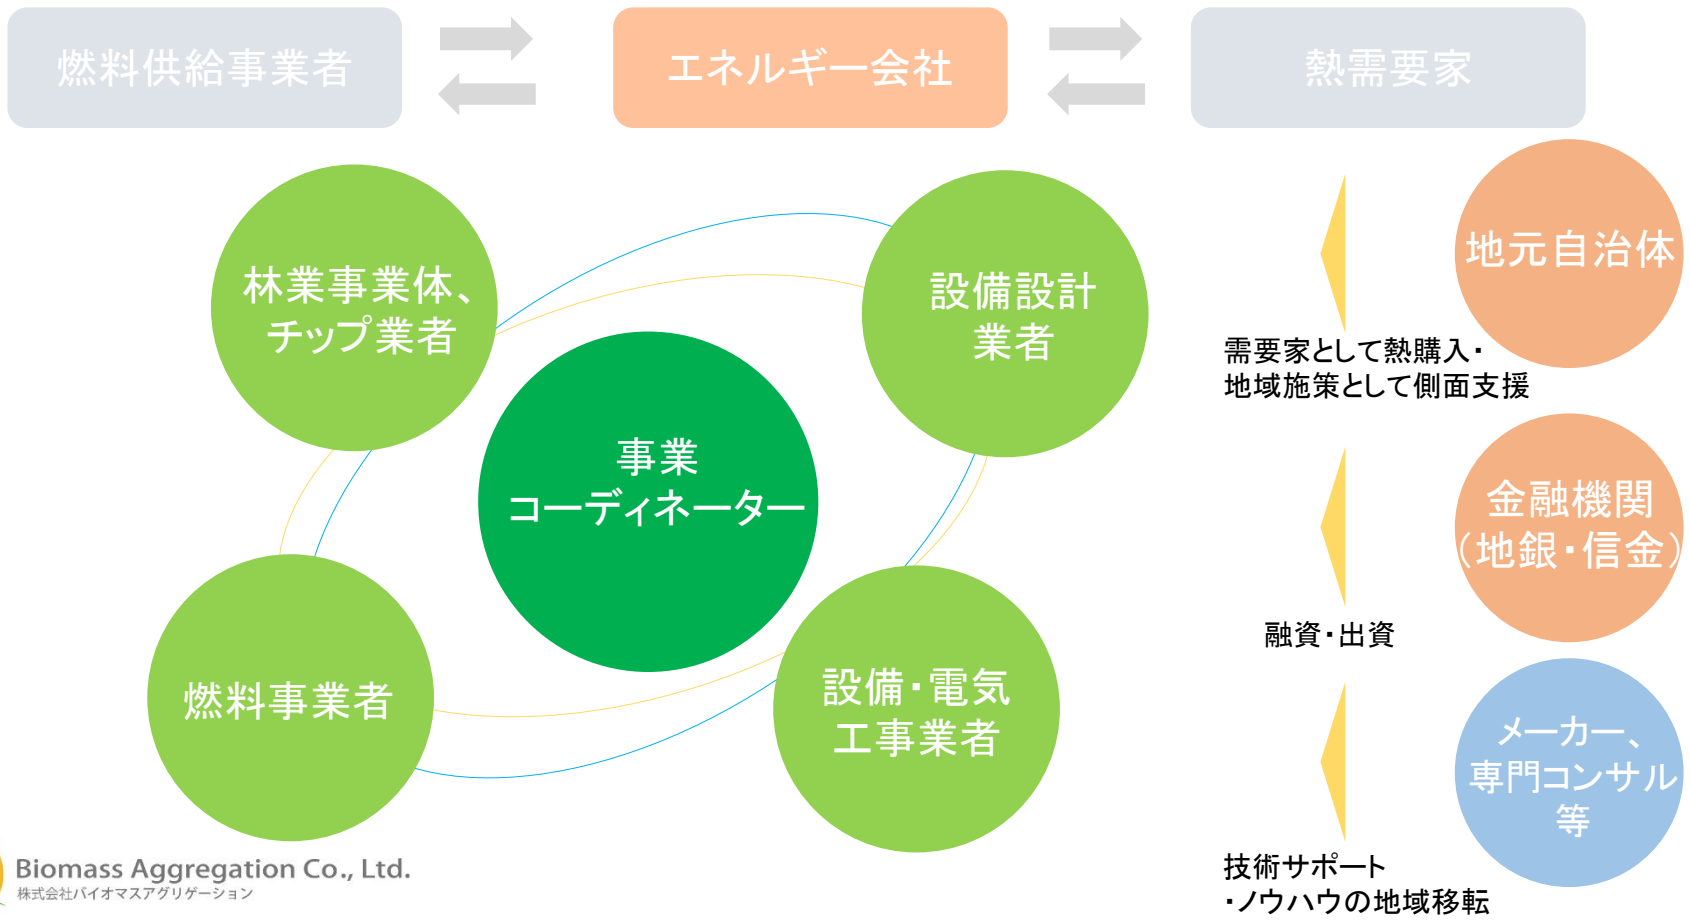 燃料供給事業者
エネルギー会社
熱需要家
林業事業体、
チップ業者
設備設計
業者
事業
コーディネーター
燃料事業者
設備・電気
工事業者
地元自治体
需要家として熱購入・
地域施策として側面支援
金融機関
（地銀・信金）
融資・出資
メーカー、
専門コンサル
等
技術サポート
・ノウハウの地域移転
Biomass Aggregation Co., Ltd.
株式会社バイオマスアグリゲーション